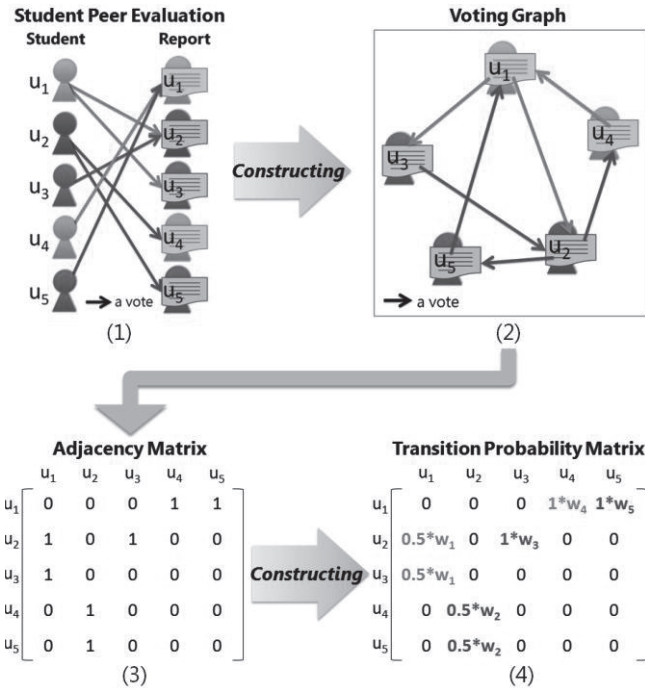 Student Peer Evaluation
Student Report
u1 u1
u2 u2
u3 u3
u4 u4
u5 u5
→ a vote
(1)
Constructing
Voting Graph
u1
u3
u4
u5
u2
→ a vote
(2)
Adjacency Matrix
u1 u2 u3 u4 u5
u1 0 0 0 1 1
u2 1 0 1 0 0
u3 1 0 0 0 0
u4 0 1 0 0 0
u5 0 1 0 0 0
(3)
Constructing
Transition Probability Matrix
u1 u2 u3 u4 u5
u1 0 0 0 1*w4 1*w5
u2 0.5*w1 0 1*w3 0 0
u3 0.5*w1 0 0 0 0
u4 0 0.5*w2 0 0 0
u5 0 0.5*w2 0 0 0
(4)